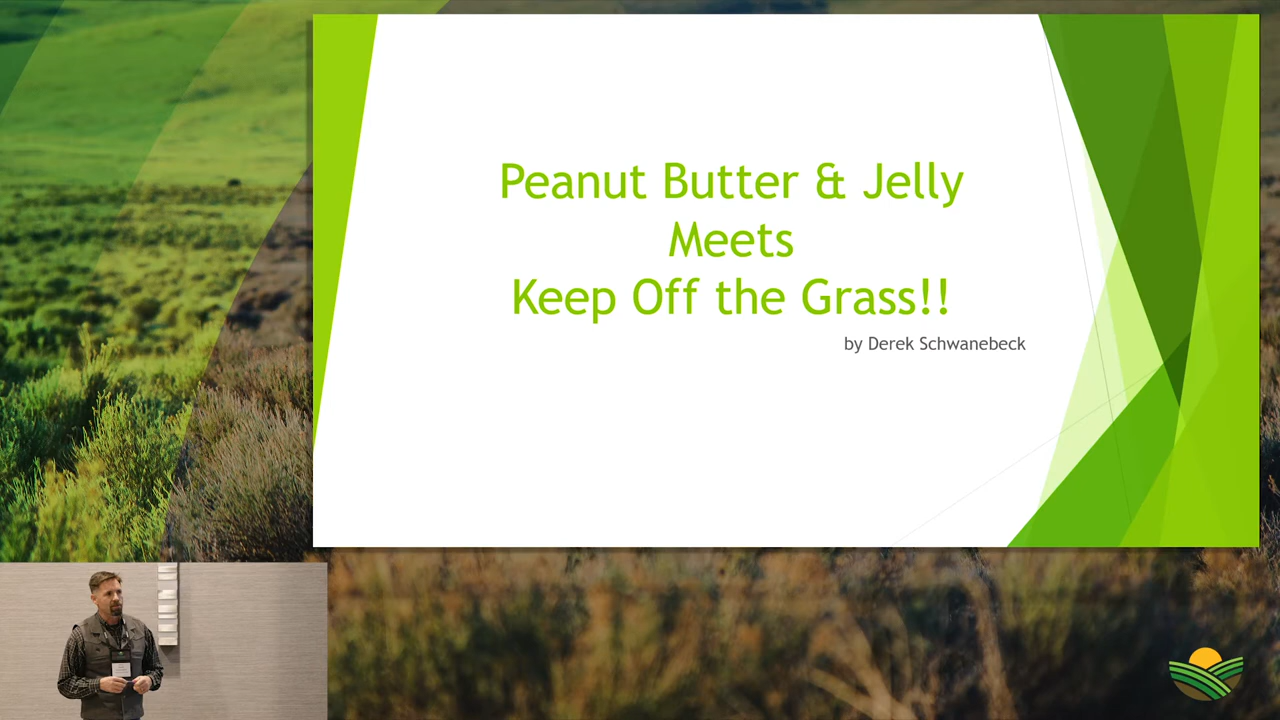 Peanut Butter & Jelly
Meets
Keep Off the Grass!!
by Derek Schwanebeck